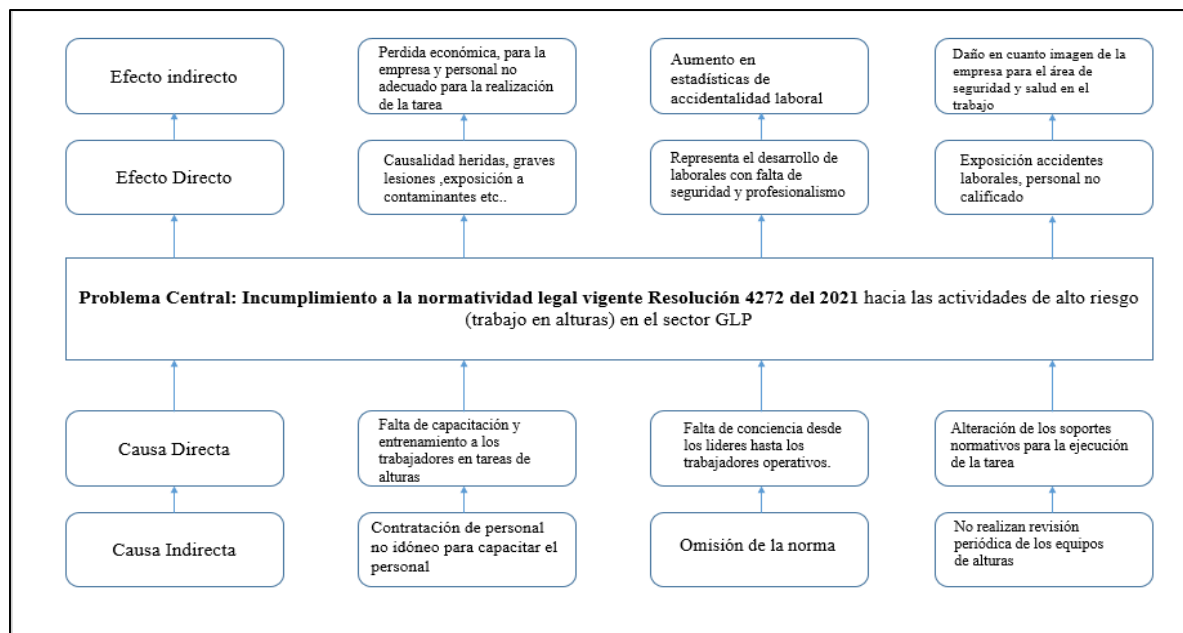 Efecto indirecto
Perdida económica, para la
empresa y personal no
adecuado para la realización
de la tarea
Aumento en
estadísticas de
accidentalidad laboral
Daño en cuanto imagen de la
empresa para el área de
seguridad y salud en el
trabajo
Efecto Directo
Causalidad heridas, graves
lesiones ,exposición a
contaminantes etc..
Representa el desarrollo de
laborales con falta de
seguridad y profesionalismo
Exposición accidentes
laborales, personal no
calificado
Problema Central: Incumplimiento a la normatividad legal vigente Resolución 4272 del 2021 hacia las actividades de alto riesgo
(trabajo en alturas) en el sector GLP
Causa Directa
Falta de capacitación y
entrenamiento a los
trabajadores en tareas de
alturas
Falta de conciencia desde
los lideres hasta los
trabajadores operativos.
Alteración de los soportes
normativos para la ejecución
de la tarea
Causa Indirecta
Contratación de personal
no idóneo para capacitar el
personal
Omisión de la norma
No realizan revisión
periódica de los equipos
de alturas